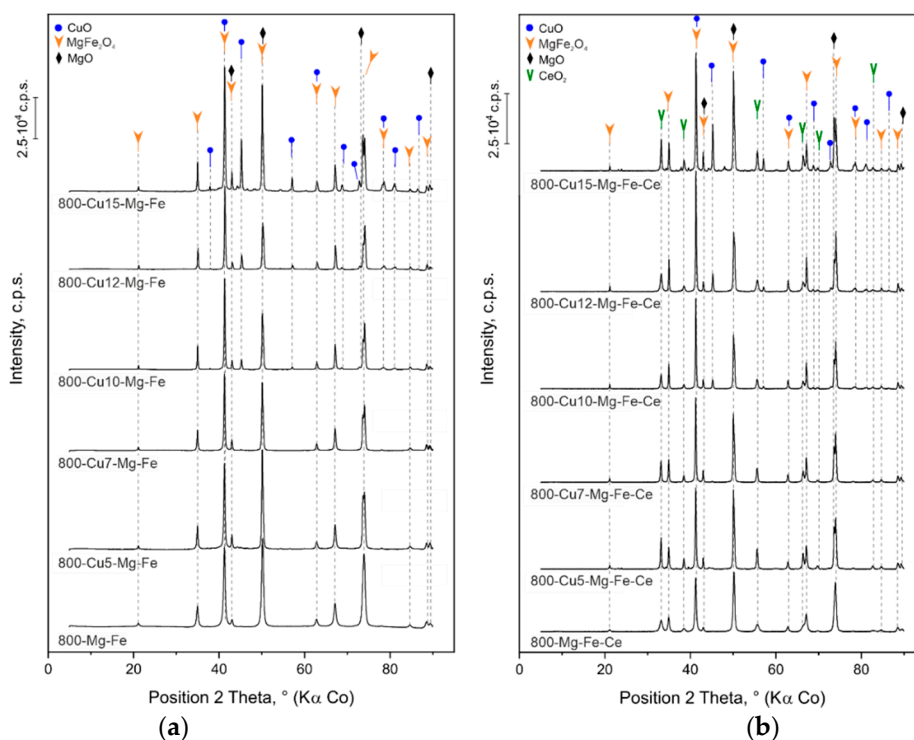 CuO
MgFe₂O₄
MgO
2.5·10⁴ c.p.s.
Intensity, c.p.s.
800-Cu15-Mg-Fe
800-Cu12-Mg-Fe
800-Cu10-Mg-Fe
800-Cu7-Mg-Fe
800-Cu5-Mg-Fe
800-Mg-Fe
0 20 40 60 80
Position 2 Theta, ° (Kα Co)
(a)
CuO
MgFe₂O₄
MgO
CeO₂
2.5·10⁴ c.p.s.
Intensity, c.p.s.
800-Cu15-Mg-Fe-Ce
800-Cu12-Mg-Fe-Ce
800-Cu10-Mg-Fe-Ce
800-Cu7-Mg-Fe-Ce
800-Cu5-Mg-Fe-Ce
800-Mg-Fe-Ce
0 20 40 60 80
Position 2 Theta, ° (Kα Co)
(b)